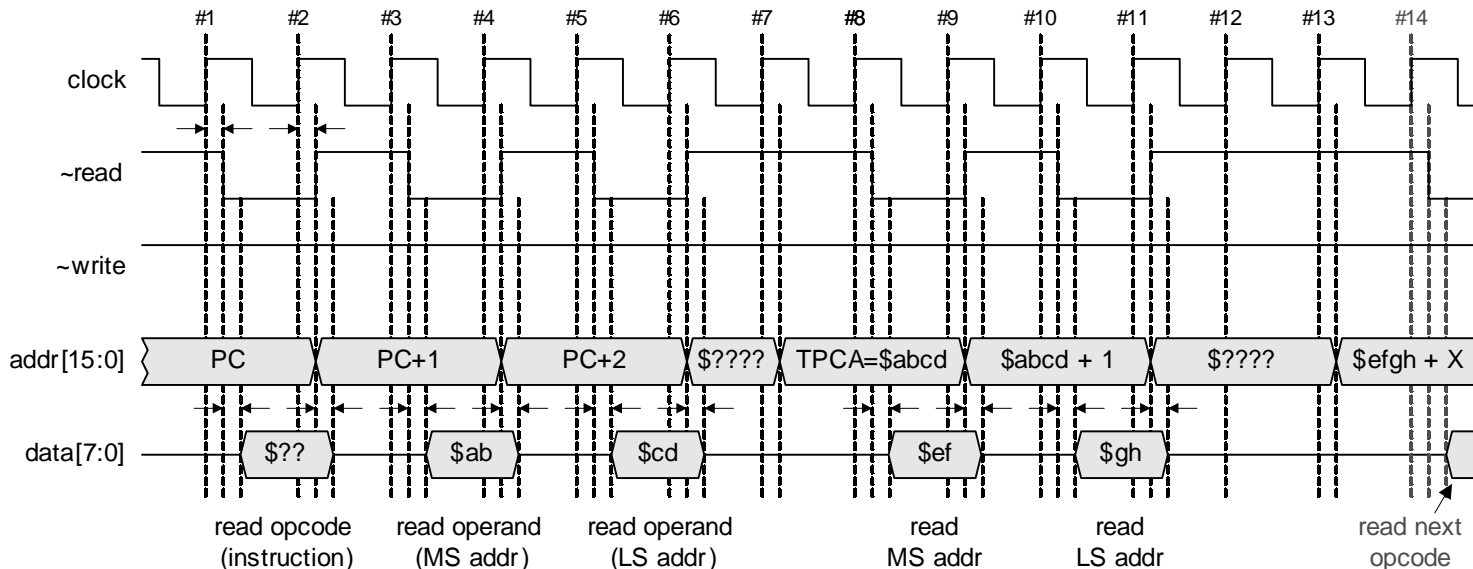 #1 #2 #3 #4 #5 #6 #7 #8 #9 #10 #11 #12 #13 #14
clock
~read
~write
addr[15:0] PC PC+1 PC+2 $???? TPCA=$abcd $abcd + 1 $???? $efgh + X
data[7:0] $?? $ab $cd $ef $gh
read opcode read operand read operand read read read next
(instruction) (MS addr) (LS addr) MS addr LS addr opcode